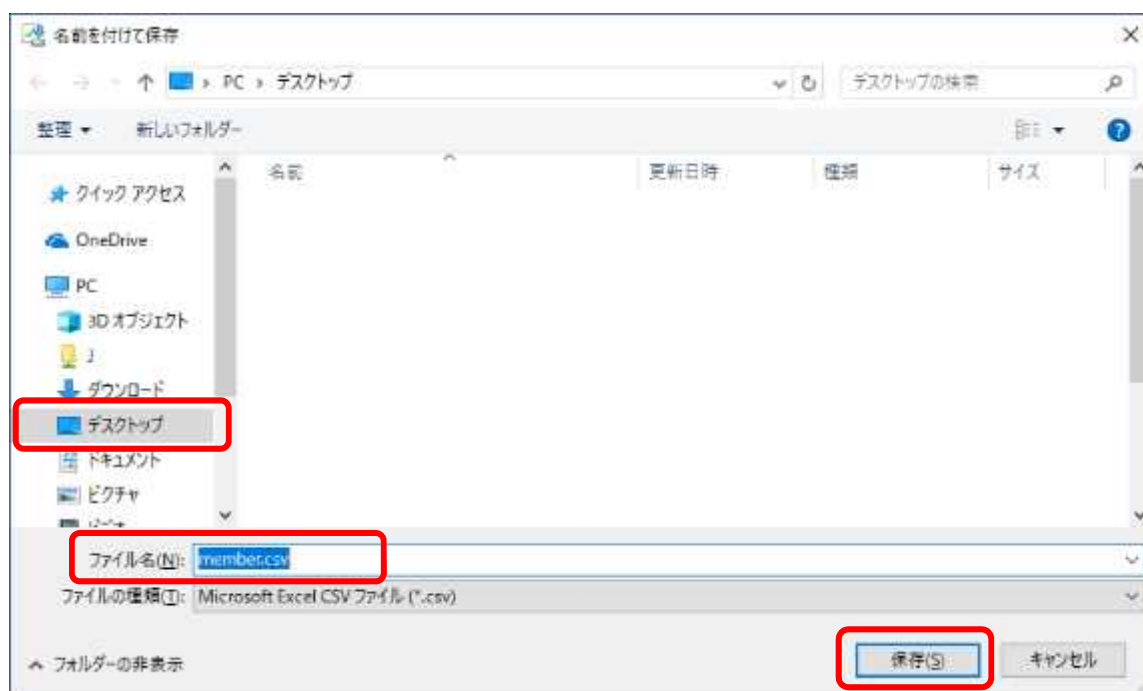 名前を付けて保存
PC › デスクトップ
デスクトップの検索
整理
新しいフォルダー
名前 更新日時 種類 サイズ
クイック アクセス
OneDrive
PC
3D オブジェクト
J
ダウンロード
デスクトップ
ドキュメント
ピクチャ
ビデオ
ファイル名(N): member.csv
ファイルの種類(T): Microsoft Excel CSV ファイル (*.csv)
フォルダーの非表示
保存(S)
キャンセル